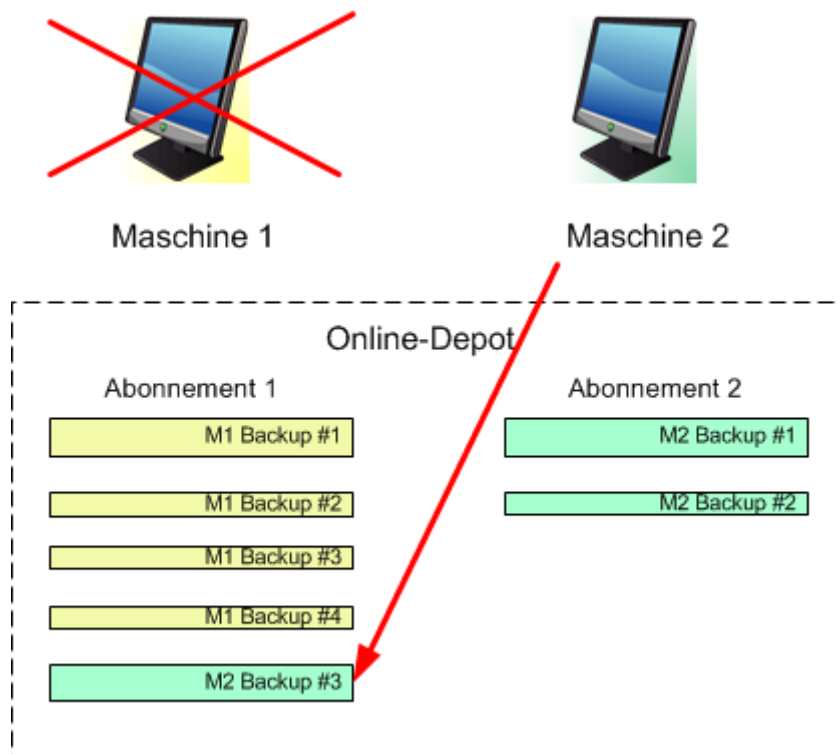 Maschine 1
Maschine 2
Online-Depot
Abonnement 1
Abonnement 2
M1 Backup #1
M2 Backup #1
M1 Backup #2
M2 Backup #2
M1 Backup #3
M1 Backup #4
M2 Backup #3